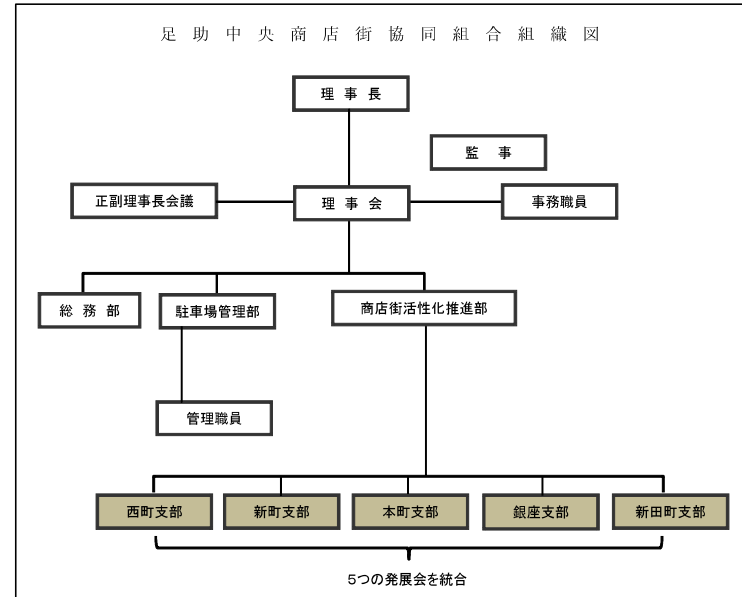 足助中央商店街協同組合組織図
理事長
監事
正副理事長会議
理事会
事務職員
総務部
駐車場管理部
商店街活性化推進部
管理職員
西町支部
新町支部
本町支部
銀座支部
新田町支部
5つの発展会を統合